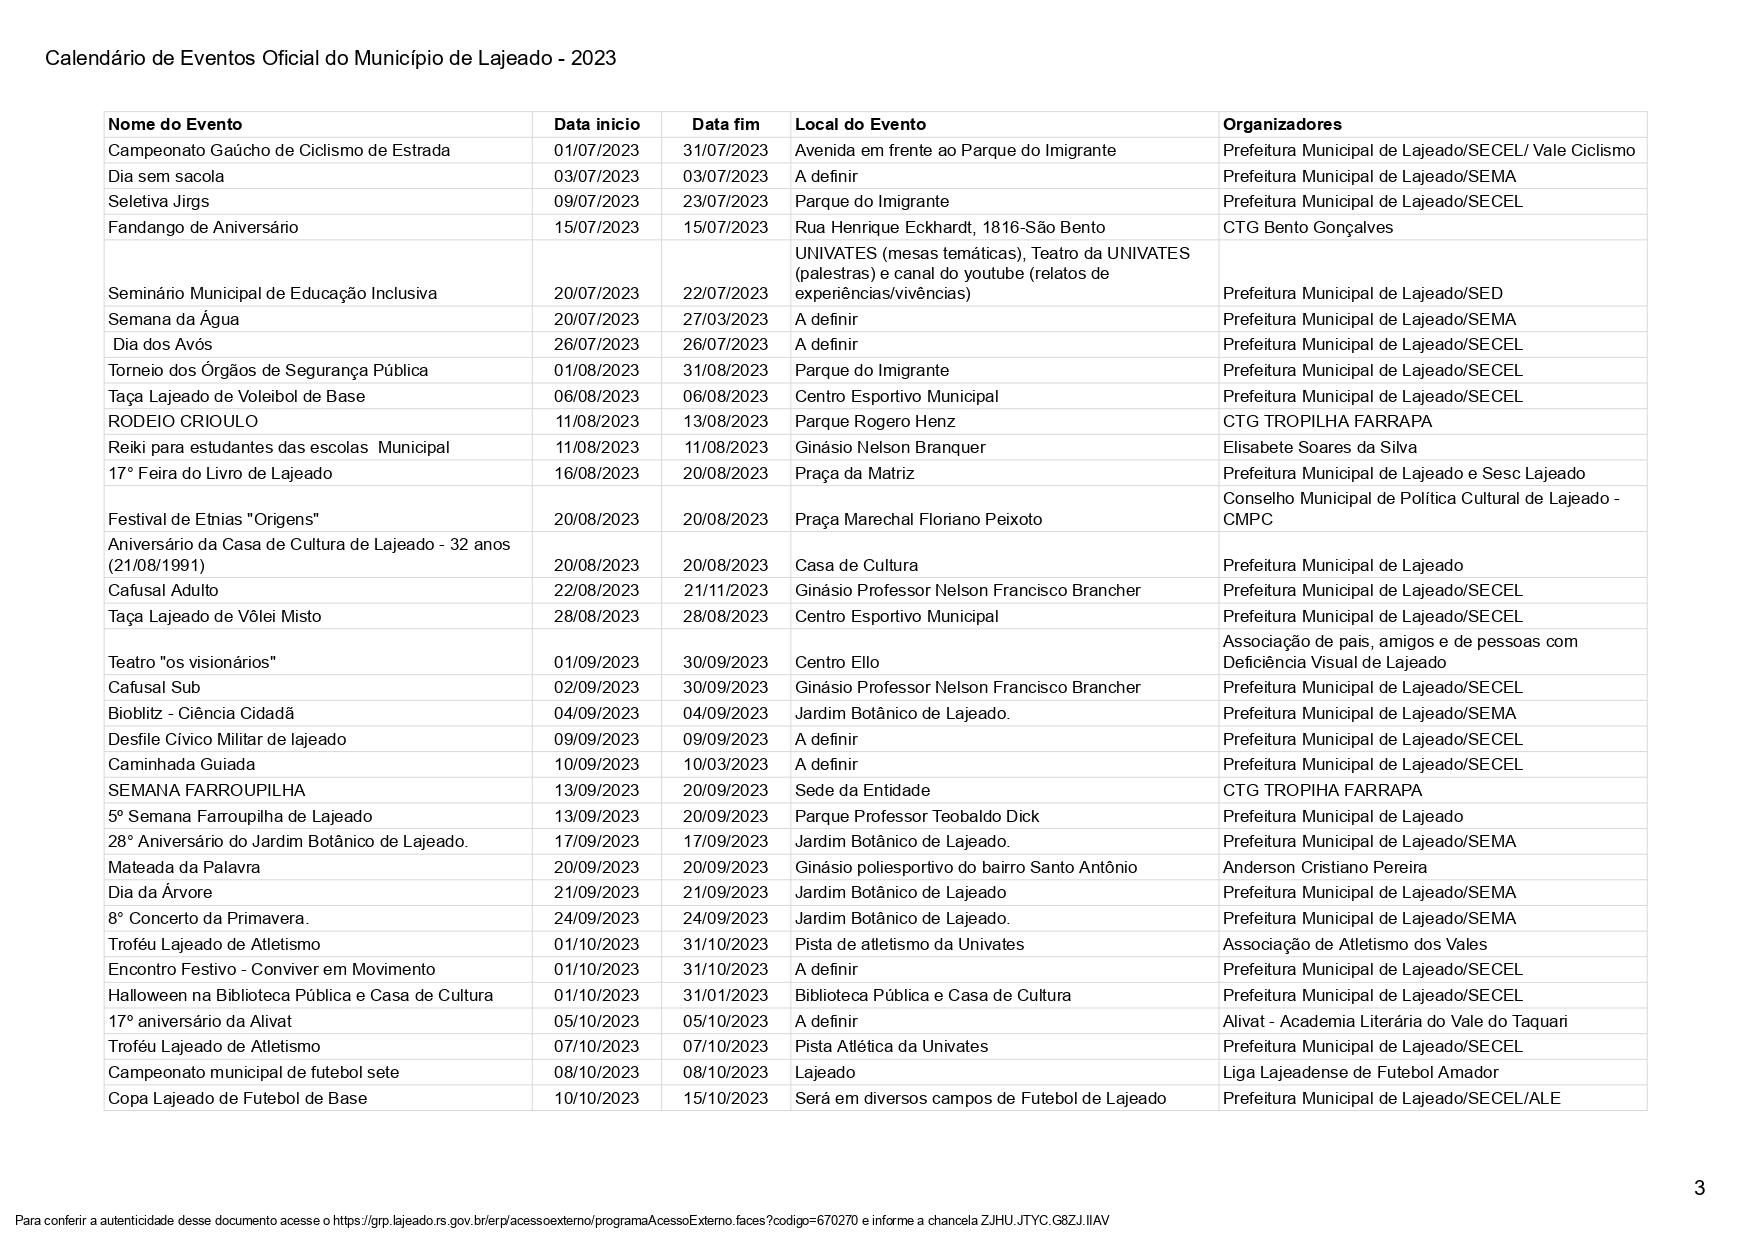 Calendário de Eventos Oficial do Município de Lajeado - 2023
Nome do Evento Data inicio Data fim Local do Evento Organizadores
Campeonato Gaúcho de Ciclismo de Estrada 01/07/2023 31/07/2023 Avenida em frente ao Parque do Imigrante Prefeitura Municipal de Lajeado/SECEL/ Vale Ciclismo
Dia sem sacola 03/07/2023 03/07/2023 A definir Prefeitura Municipal de Lajeado/SEMA
Seletiva Jirgs 09/07/2023 23/07/2023 Parque do Imigrante Prefeitura Municipal de Lajeado/SECEL
Fandango de Aniversário 15/07/2023 15/07/2023 Rua Henrique Eckhardt, 1816-São Bento CTG Bento Gonçalves
UNIVATES (mesas temáticas), Teatro da UNIVATES
(palestras) e canal do youtube (relatos de
Seminário Municipal de Educação Inclusiva 20/07/2023 22/07/2023 experiências/vivências) Prefeitura Municipal de Lajeado/SED
Semana da Água 20/07/2023 27/03/2023 A definir Prefeitura Municipal de Lajeado/SEMA
Dia dos Avós 26/07/2023 26/07/2023 A definir Prefeitura Municipal de Lajeado/SECEL
Torneio dos Órgãos de Segurança Pública 01/08/2023 31/08/2023 Parque do Imigrante Prefeitura Municipal de Lajeado/SECEL
Taça Lajeado de Voleibol de Base 06/08/2023 06/08/2023 Centro Esportivo Municipal Prefeitura Municipal de Lajeado/SECEL
RODEIO CRIOULO 11/08/2023 13/08/2023 Parque Rogero Henz CTG TROPILHA FARRAPA
Reiki para estudantes das escolas  Municipal 11/08/2023 11/08/2023 Ginásio Nelson Branquer Elisabete Soares da Silva
17° Feira do Livro de Lajeado 16/08/2023 20/08/2023 Praça da Matriz Prefeitura Municipal de Lajeado e Sesc Lajeado
Conselho Municipal de Política Cultural de Lajeado -
Festival de Etnias "Origens" 20/08/2023 20/08/2023 Praça Marechal Floriano Peixoto CMPC
Aniversário da Casa de Cultura de Lajeado - 32 anos
(21/08/1991) 20/08/2023 20/08/2023 Casa de Cultura Prefeitura Municipal de Lajeado
Cafusal Adulto 22/08/2023 21/11/2023 Ginásio Professor Nelson Francisco Brancher Prefeitura Municipal de Lajeado/SECEL
Taça Lajeado de Vôlei Misto 28/08/2023 28/08/2023 Centro Esportivo Municipal Prefeitura Municipal de Lajeado/SECEL
Associação de pais, amigos e de pessoas com
Teatro "os visionários" 01/09/2023 30/09/2023 Centro Ello Deficiência Visual de Lajeado
Cafusal Sub 02/09/2023 30/09/2023 Ginásio Professor Nelson Francisco Brancher Prefeitura Municipal de Lajeado/SECEL
Bioblitz - Ciência Cidadã 04/09/2023 04/09/2023 Jardim Botânico de Lajeado. Prefeitura Municipal de Lajeado/SEMA
Desfile Cívico Militar de lajeado 09/09/2023 09/09/2023 A definir Prefeitura Municipal de Lajeado/SECEL
Caminhada Guiada 10/09/2023 10/03/2023 A definir Prefeitura Municipal de Lajeado/SECEL
SEMANA FARROUPILHA 13/09/2023 20/09/2023 Sede da Entidade CTG TROPIHA FARRAPA
5º Semana Farroupilha de Lajeado 13/09/2023 20/09/2023 Parque Professor Teobaldo Dick Prefeitura Municipal de Lajeado
28° Aniversário do Jardim Botânico de Lajeado. 17/09/2023 17/09/2023 Jardim Botânico de Lajeado. Prefeitura Municipal de Lajeado/SEMA
Mateada da Palavra 20/09/2023 20/09/2023 Ginásio poliesportivo do bairro Santo Antônio Anderson Cristiano Pereira
Dia da Árvore 21/09/2023 21/09/2023 Jardim Botânico de Lajeado Prefeitura Municipal de Lajeado/SEMA
8° Concerto da Primavera. 24/09/2023 24/09/2023 Jardim Botânico de Lajeado. Prefeitura Municipal de Lajeado/SEMA
Troféu Lajeado de Atletismo 01/10/2023 31/10/2023 Pista de atletismo da Univates Associação de Atletismo dos Vales
Encontro Festivo - Conviver em Movimento 01/10/2023 31/10/2023 A definir Prefeitura Municipal de Lajeado/SECEL
Halloween na Biblioteca Pública e Casa de Cultura 01/10/2023 31/01/2023 Biblioteca Pública e Casa de Cultura Prefeitura Municipal de Lajeado/SECEL
17º aniversário da Alivat 05/10/2023 05/10/2023 A definir Alivat - Academia Literária do Vale do Taquari
Troféu Lajeado de Atletismo 07/10/2023 07/10/2023 Pista Atlética da Univates Prefeitura Municipal de Lajeado/SECEL
Campeonato municipal de futebol sete 08/10/2023 08/10/2023 Lajeado Liga Lajeadense de Futebol Amador
Copa Lajeado de Futebol de Base 10/10/2023 15/10/2023 Será em diversos campos de Futebol de Lajeado Prefeitura Municipal de Lajeado/SECEL/ALE
3
Para conferir a autenticidade desse documento acesse o https://grp.lajeado.rs.gov.br/erp/acessoexterno/programaAcessoExterno.faces?codigo=670270 e informe a chancela ZJHU.JTYC.G8ZJ.IIAV